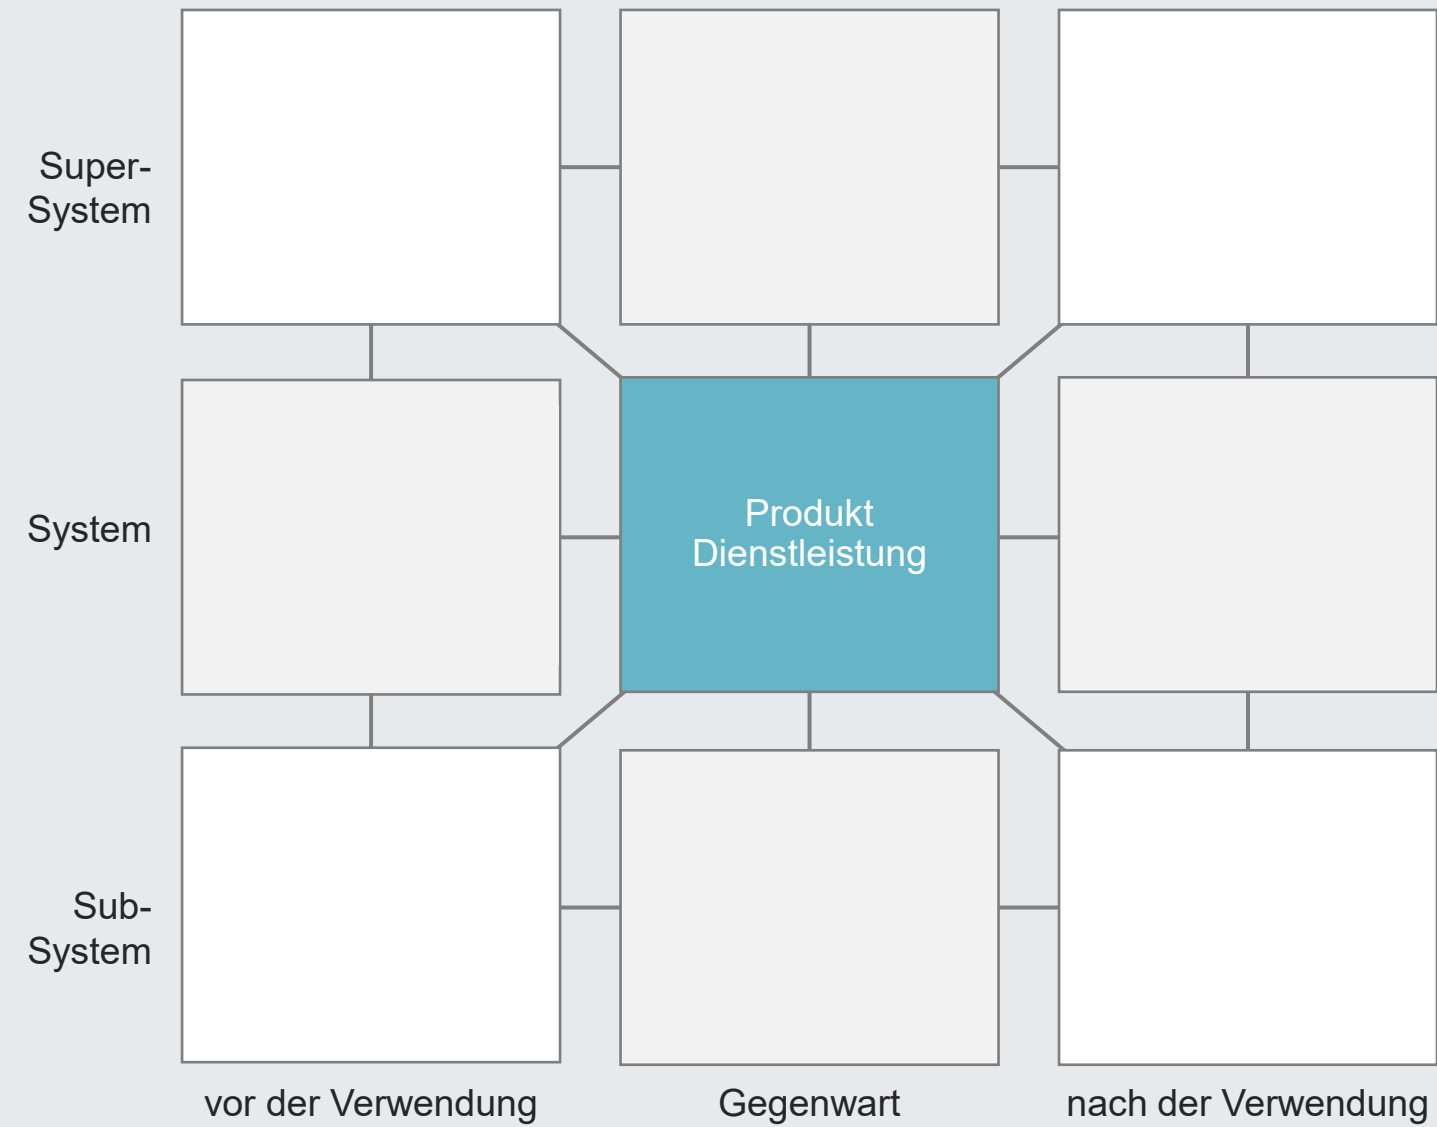 Super-
System
System
Produkt
Dienstleistung
Sub-
System
vor der Verwendung
Gegenwart
nach der Verwendung